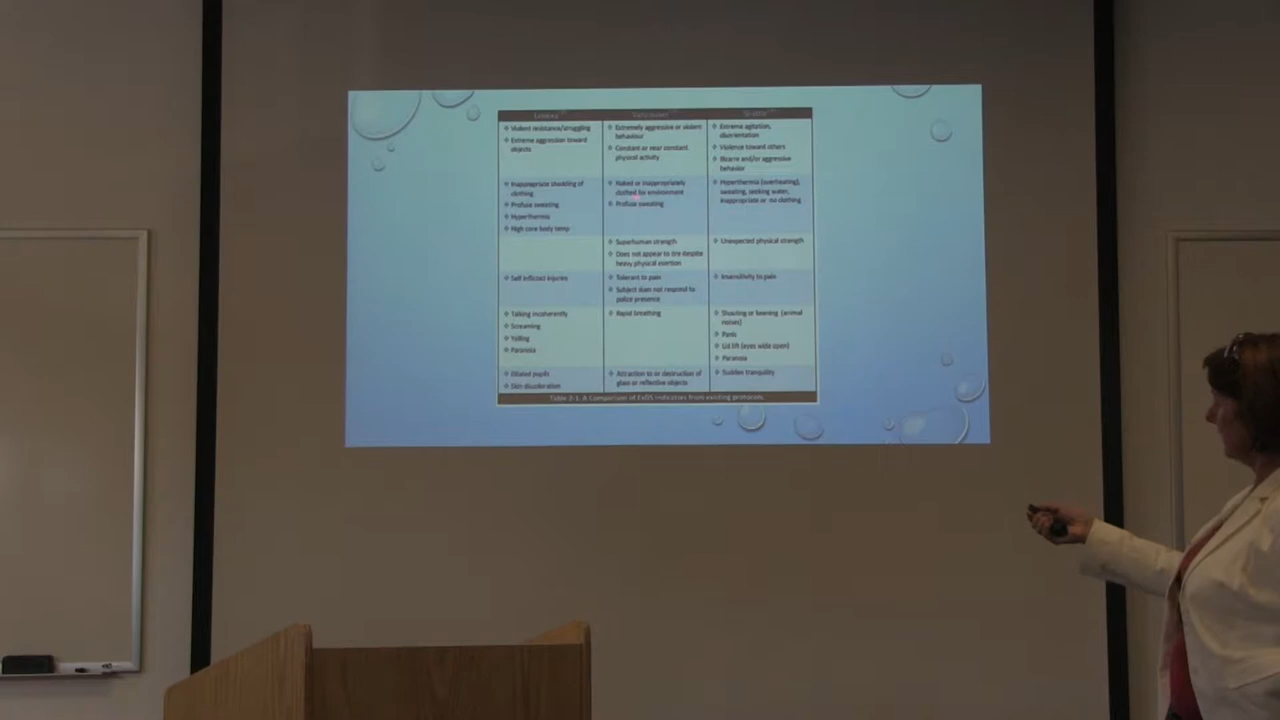 Violent resistance/struggling
Extreme aggression toward
objects
Extremely aggressive or violent
behaviour
Constant or near constant
physical activity
Extreme agitation,
disorientation
Violence toward others
Bizarre and/or aggressive
behavior
Inappropriate shedding of
clothing
Profuse sweating
Hyperthermia
High core body temp
Naked or inappropriately
clothed for environment
Profuse sweating
Hyperthermia (overheating),
sweating, seeking water,
inappropriate or no clothing
Superhuman strength
Does not appear to tire despite
heavy physical exertion
Unexpected physical strength
Self inflicted injuries
Tolerant to pain
Subject does not respond to
police presence
Insensitivity to pain
Talking incoherently
Screaming
Yelling
Paranoia
Rapid breathing
Shouting or keening (animal
noises)
Panic
Lid lift (eyes wide open)
Paranoia
Dilated pupils
Skin discoloration
Attraction to or destruction of
glass or reflective objects
Sudden tranquility
Table 2-1. A Comparison of ExDS indicators from existing protocols.